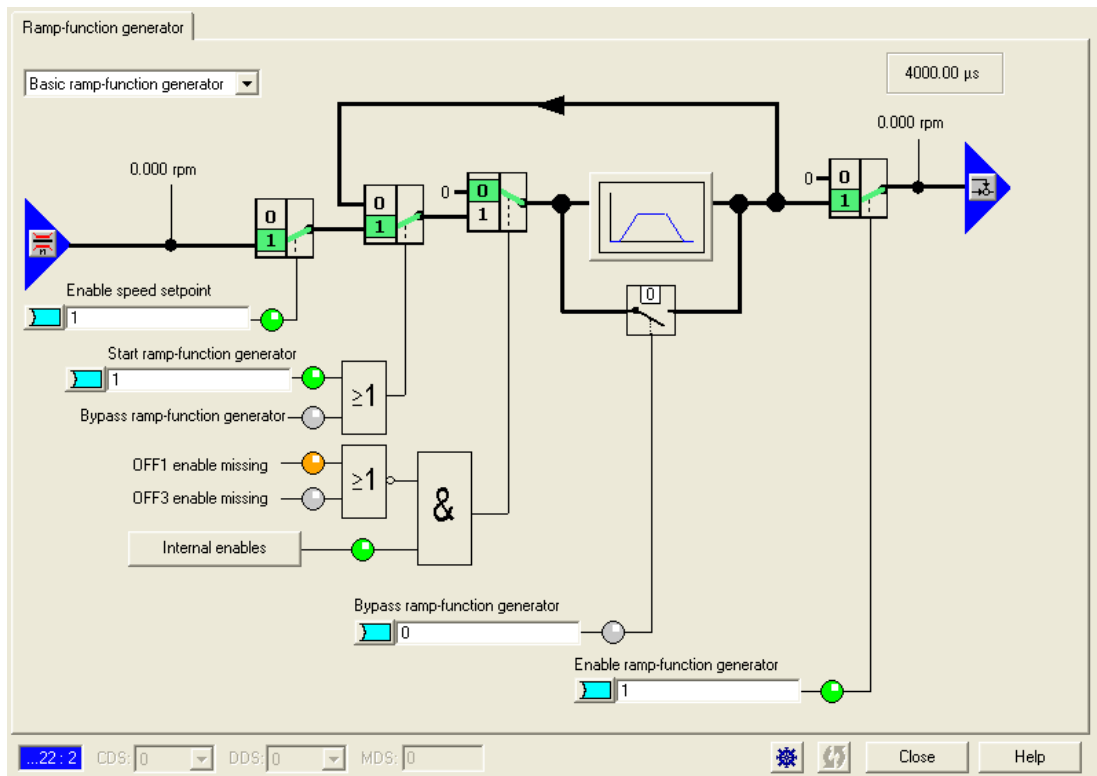 Ramp-function generator
Basic ramp-function generator
4000.00 µs
0.000 rpm
0.000 rpm
0
1
0
1
0
0
1
0
0
1
n
0
Enable speed setpoint
1
Start ramp-function generator
1
≥1
Bypass ramp-function generator
OFF1 enable missing
≥1
OFF3 enable missing
&
Internal enables
Bypass ramp-function generator
0
Enable ramp-function generator
1
...22 : 2 CDS: 0 DDS: 0 MDS: 0 Close Help